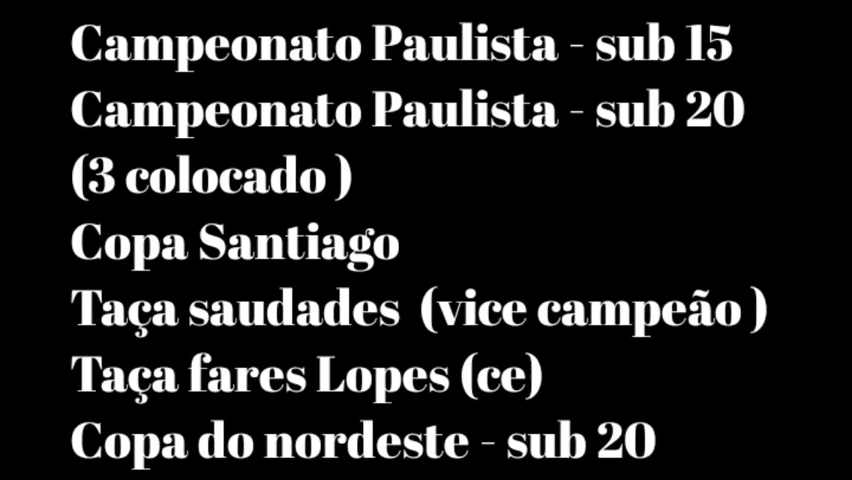 Campeonato Paulista - sub 15
Campeonato Paulista - sub 20
(3 colocado )
Copa Santiago
Taça saudades (vice campeão )
Taça fares Lopes (ce)
Copa do nordeste - sub 20